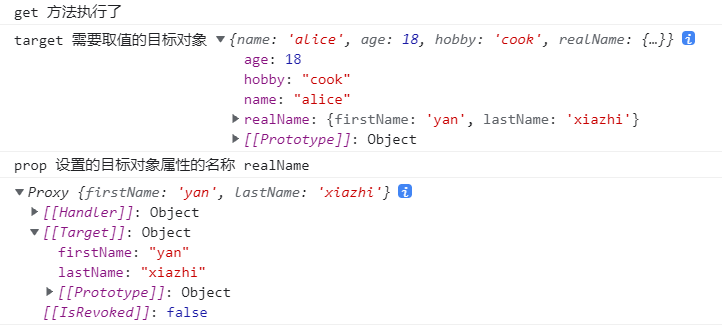 get 方法执行了
target 需要取值的目标对象 ▼{name: 'alice', age: 18, hobby: 'cook', realName: {…}} i
age: 18
hobby: "cook"
name: "alice"
▶realName: {firstName: 'yan', lastName: 'xiazhi'}
▶[[Prototype]]: Object
prop 设置的目标对象属性的名称 realName
▼Proxy {firstName: 'yan', lastName: 'xiazhi'} i
▶[[Handler]]: Object
▼[[Target]]: Object
firstName: "yan"
lastName: "xiazhi"
▶[[Prototype]]: Object
[[IsRevoked]]: false